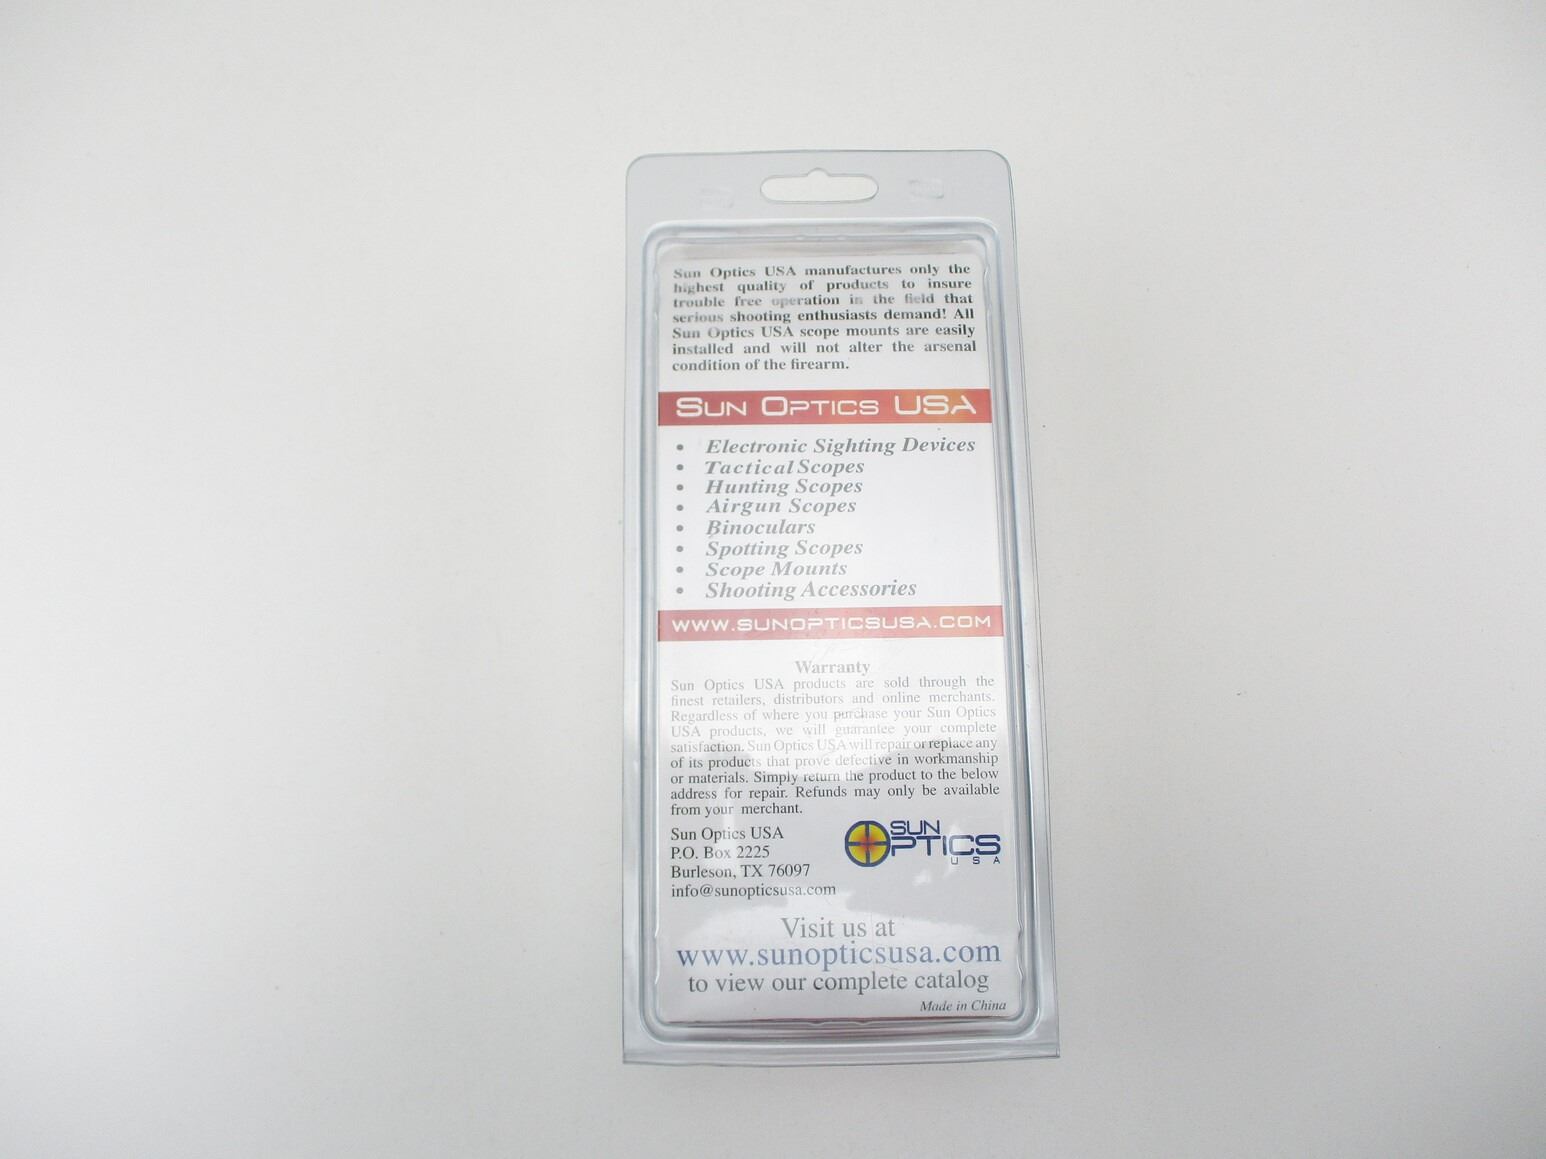 Sun Optics USA manufactures only the
highest quality of products to insure
trouble free operation in the field that
serious shooting enthusiasts demand! All
Sun Optics USA scope mounts are easily
installed and will not alter the arsenal
condition of the firearm.
SUN OPTICS USA
• Electronic Sighting Devices
• Tactical Scopes
• Hunting Scopes
• Airgun Scopes
• Binoculars
• Spotting Scopes
• Scope Mounts
• Shooting Accessories
WWW.SUNOPTICSUSA.COM
Warranty
Sun Optics USA products are sold through the
finest retailers, distributors and online merchants.
Regardless of where you purchase your Sun Optics
USA products, we will guarantee your complete
satisfaction. Sun Optics USA will repair or replace any
of its products that prove defective in workmanship
or materials. Simply return the product to the below
address for repair. Refunds may only be available
from your merchant.
Sun Optics USA
P.O. Box 2225
Burleson, TX 76097
info@sunopticsusa.com
SUN
OPTICS
USA
Visit us at
www.sunopticsusa.com
to view our complete catalog
Made in China